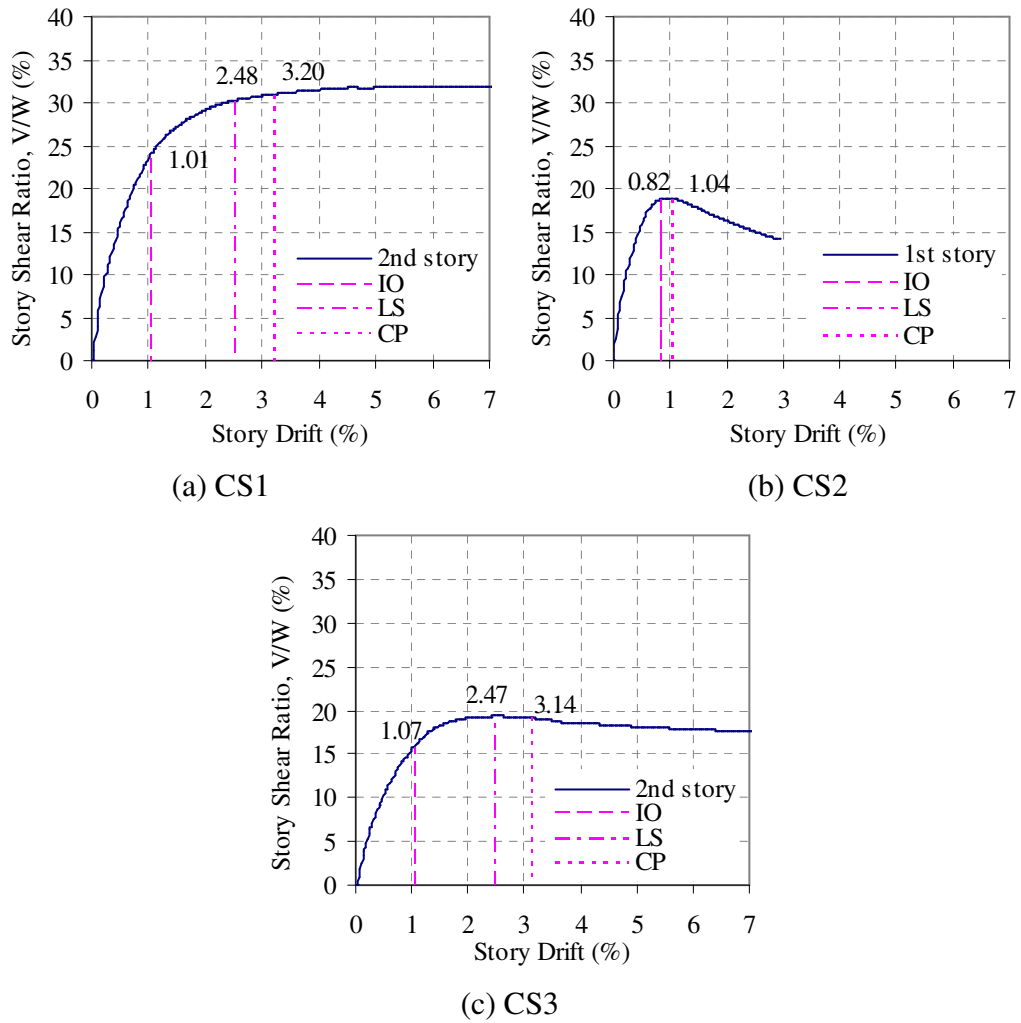 40
35
30
25
20
15
10
5
0
Story Shear Ratio, V/W (%)
2.48 3.20
1.01
2nd story
IO
LS
CP
0 1 2 3 4 5 6 7
Story Drift (%)
(a) CS1
40
35
30
25
20
15
10
5
0
Story Shear Ratio, V/W (%)
0.82 1.04
1st story
IO
LS
CP
0 1 2 3 4 5 6 7
Story Drift (%)
(b) CS2
40
35
30
25
20
15
10
5
0
Story Shear Ratio, V/W (%)
2.47 3.14
1.07
2nd story
IO
LS
CP
0 1 2 3 4 5 6 7
Story Drift (%)
(c) CS3